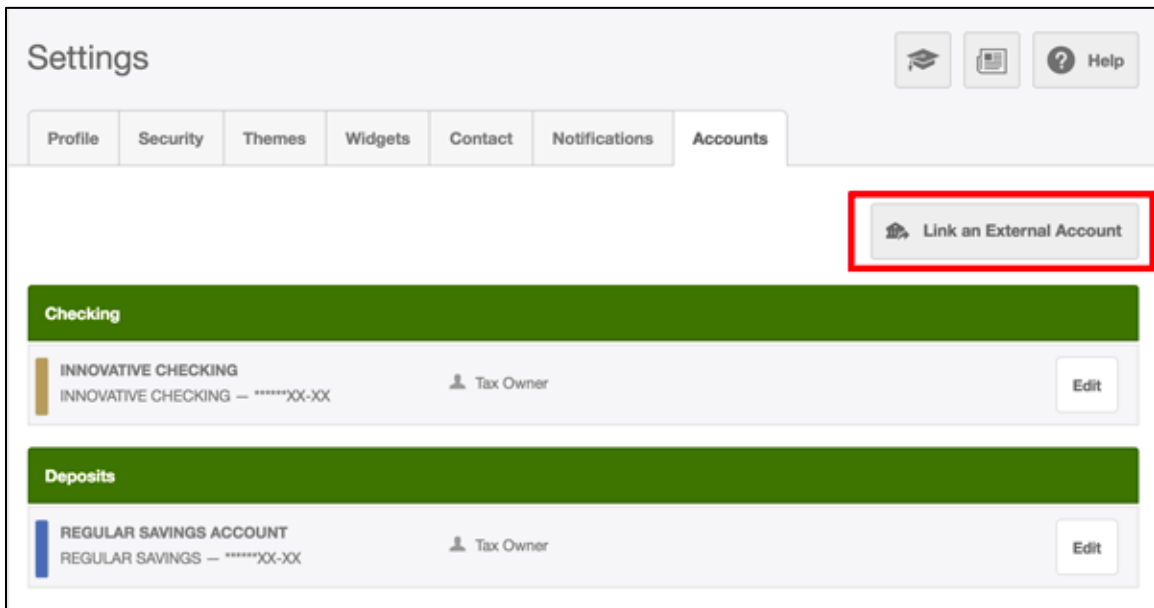 Settings
Help
Profile Security Themes Widgets Contact Notifications Accounts
Link an External Account
Checking
INNOVATIVE CHECKING
INNOVATIVE CHECKING — ******XX-XX
Tax Owner
Edit
Deposits
REGULAR SAVINGS ACCOUNT
REGULAR SAVINGS — ******XX-XX
Tax Owner
Edit